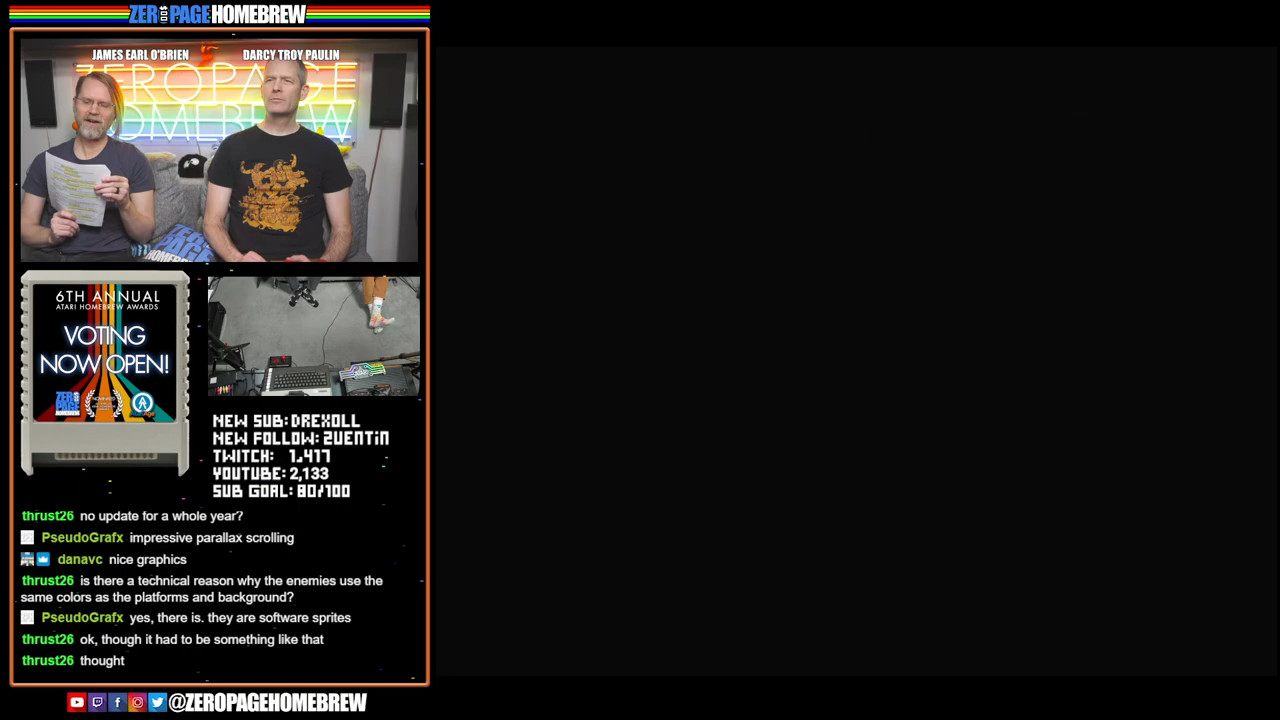 ZEROPAGE HOMEBREW
JAMES EARL O'BRIEN
DARCY TROY PAULIN
ZEROPAGE
HOMEBREW
6TH ANNUAL
ATARI HOMEBREW AWARDS
VOTING
NOW OPEN!
NEW SUB: DREXOLL
NEW FOLLOW: ZUENTIN
TWITCH: 1,417
YOUTUBE: 2,133
SUB GOAL: 80/100
thrust26 no update for a whole year?
PseudoGrafx impressive parallax scrolling
danavc nice graphics
thrust26 is there a technical reason why the enemies use the
same colors as the platforms and background?
PseudoGrafx yes, there is. they are software sprites
thrust26 ok, though it had to be something like that
thrust26 thought
@ZEROPAGEHOMEBREW